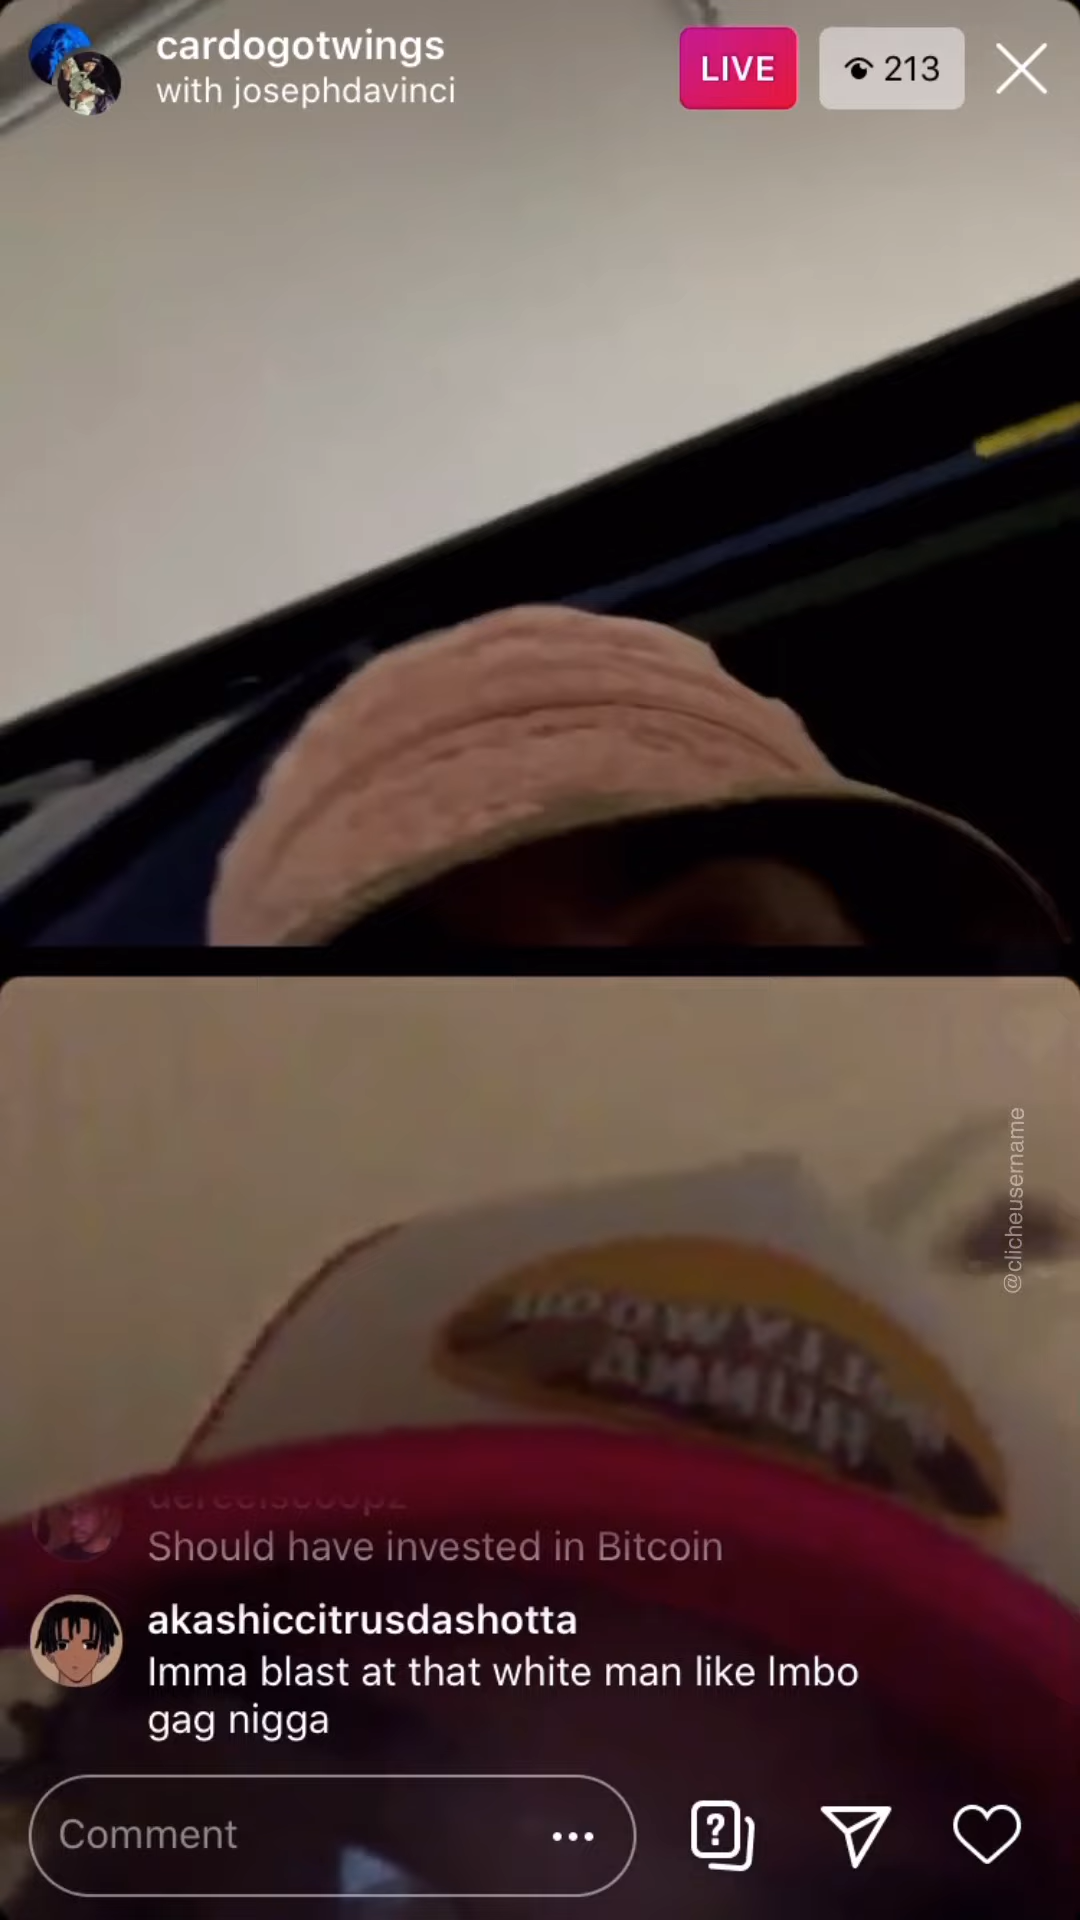 cardogotwings
with josephdavinci
LIVE
213
@clicheusername
HUNNA
Should have invested in Bitcoin
akashiccitrusdashotta
Imma blast at that white man like Imbo
gag nigga
Comment